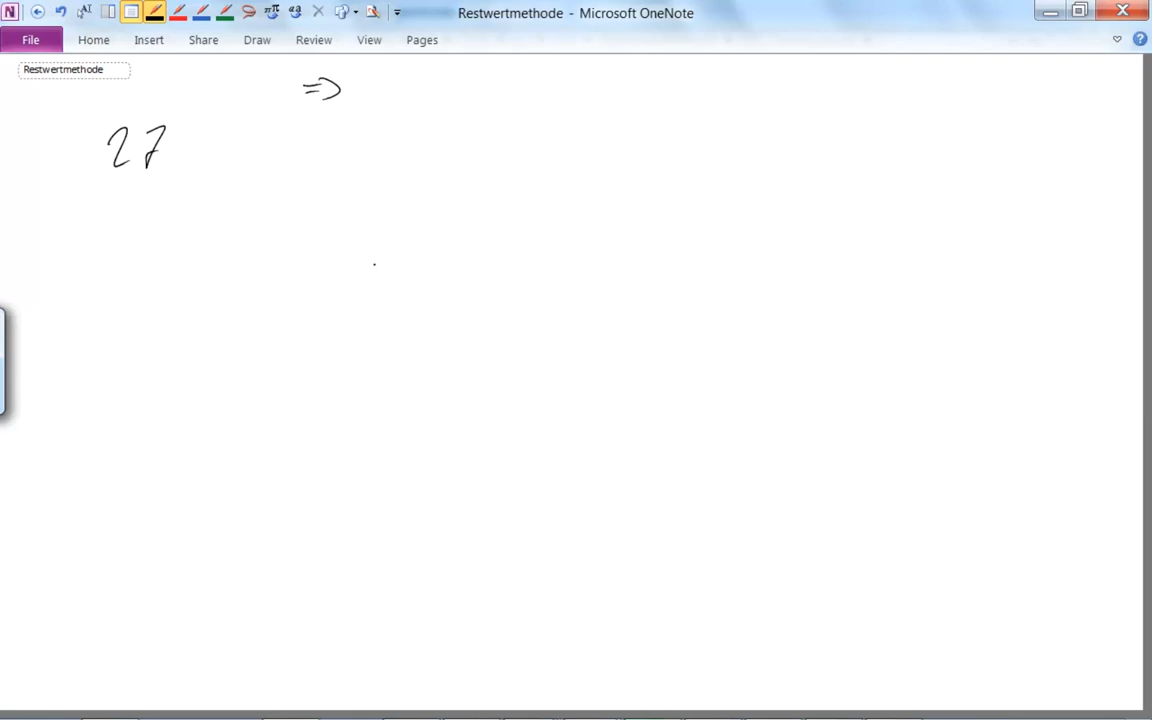 Restwertmethode - Microsoft OneNote
File Home Insert Share Draw Review View Pages
Restwertmethode
=>
27